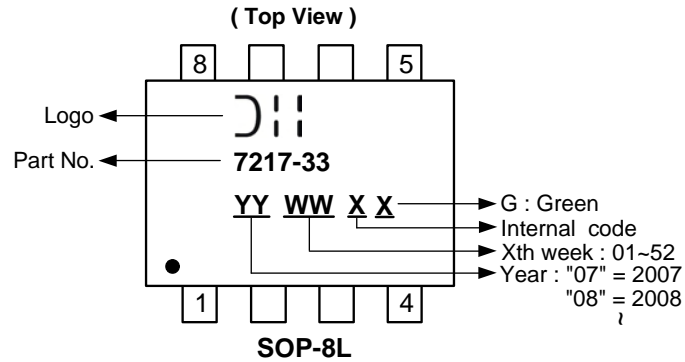 ( Top View )
8 5
Logo
Part No. 7217-33
YY WW X X G : Green
Internal code
Xth week : 01~52
Year : "07" = 2007
"08" = 2008
~
1 4
SOP-8L